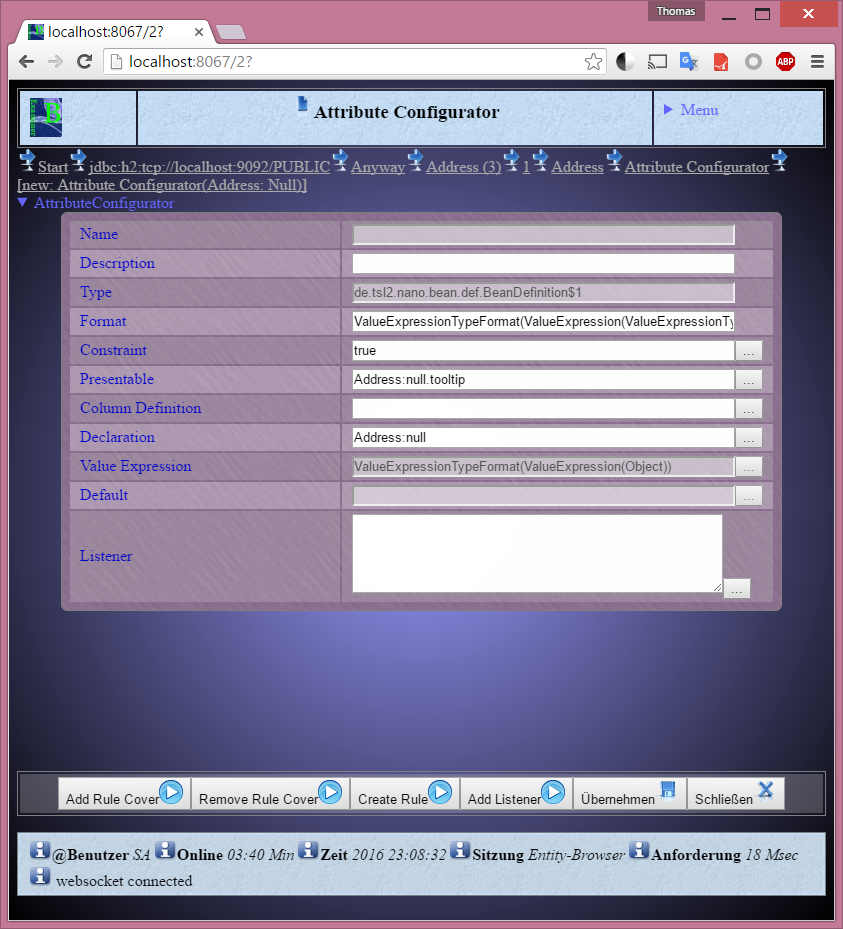 Thomas
localhost:8067/2?
localhost:8067/2?
ABP
Attribute Configurator
Menu
Start jdbc:h2:tcp://localhost:9092/PUBLIC Anyway Address (3) 1 Address Attribute Configurator
[new: Attribute Configurator(Address: Null)]
AttributeConfigurator
Name
Description
Type de.tsl2.nano.bean.def.BeanDefinition$1
Format ValueExpressionTypeFormat(ValueExpression(ValueExpressionTy
Constraint true ...
Presentable Address:null.tooltip ...
Column Definition ...
Declaration Address:null ...
Value Expression ValueExpressionTypeFormat(ValueExpression(Object)) ...
Default ...
Listener ...
Add Rule Cover Remove Rule Cover Create Rule Add Listener Übernehmen Schließen
@Benutzer SA Online 03:40 Min Zeit 2016 23:08:32 Sitzung Entity-Browser Anforderung 18 Msec
websocket connected